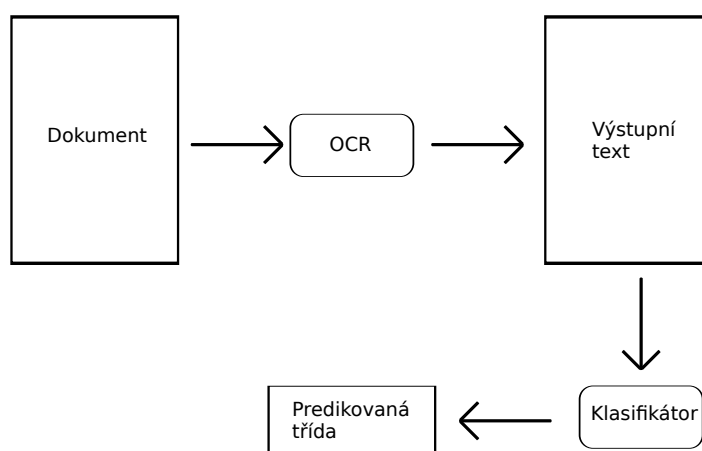 Dokument
OCR
Výstupní
text
Klasifikátor
Predikovaná
třída